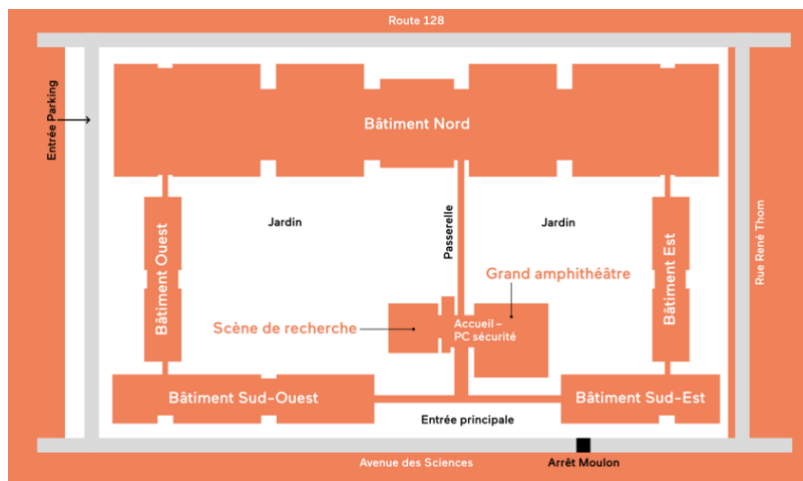 Route 128
Entrée Parking
Bâtiment Nord
Jardin
Passerelle
Jardin
Rue René Thom
Bâtiment Ouest
Bâtiment Est
Grand amphithéâtre
Scène de recherche
Accueil –
PC sécurité
Bâtiment Sud-Ouest
Bâtiment Sud-Est
Entrée principale
Avenue des Sciences
Arrêt Moulon